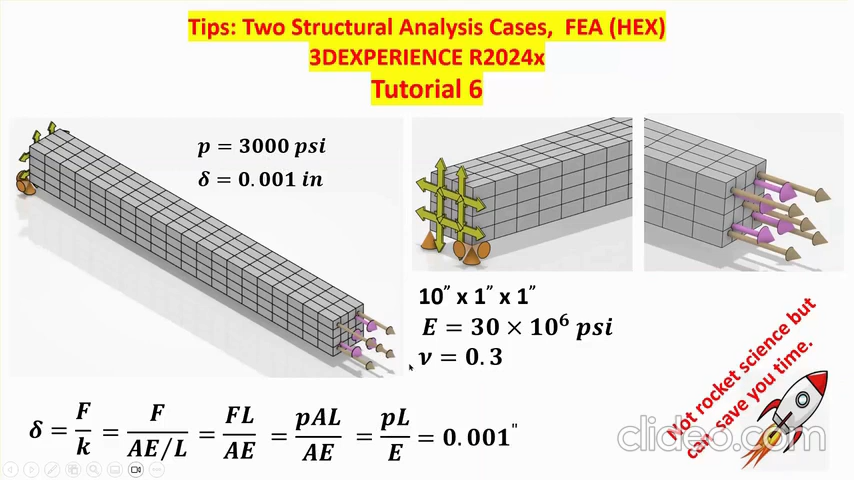 Tips: Two Structural Analysis Cases, FEA (HEX)
3DEXPERIENCE R2024x
Tutorial 6
p = 3000 psi
δ = 0.001 in
10” x 1” x 1”
E = 30 × 10⁶ psi
ν = 0.3
δ = F/k = F/(AE/L) = FL/AE = pAL/AE = pL/E = 0.001"
Not rocket science but
can save you time.
clideo.com